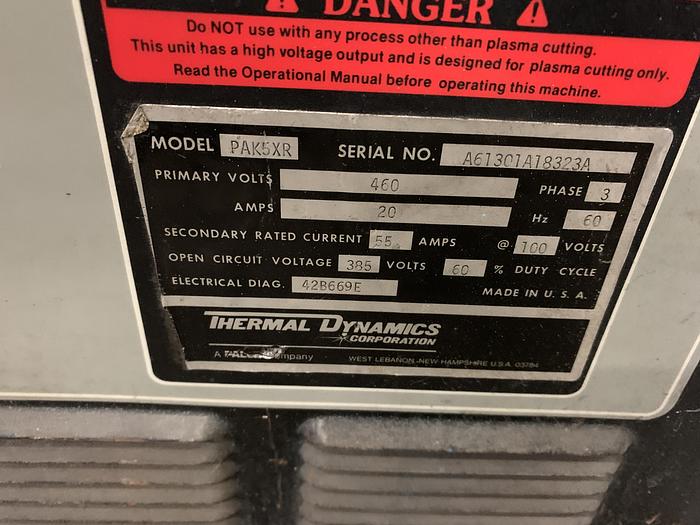 DANGER
Do NOT use with any process other than plasma cutting.
This unit has a high voltage output and is designed for plasma cutting only.
Read the Operational Manual before operating this machine.
MODEL PAK5XR SERIAL NO. A61301A18323A
PRIMARY VOLTS 460 PHASE 3
AMPS 20 Hz 60
SECONDARY RATED CURRENT 55 AMPS @ 100 VOLTS
OPEN CIRCUIT VOLTAGE 385 VOLTS 60 % DUTY CYCLE
ELECTRICAL DIAG. 42B669E MADE IN U. S. A.
THERMAL DYNAMICS
CORPORATION
A Company WEST LEBANON, NEW HAMPSHIRE U.S.A. 03784